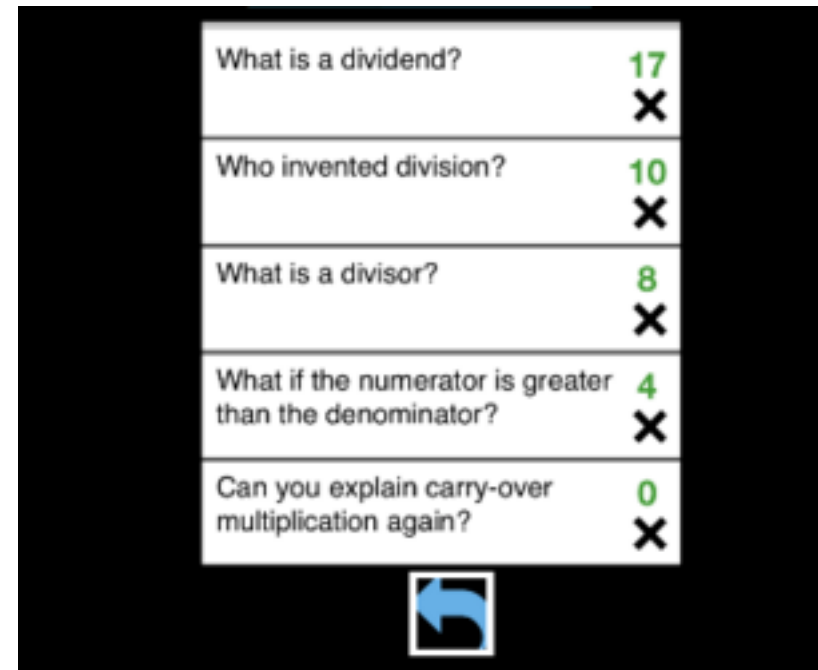 What is a dividend?
17
Who invented division?
10
What is a divisor?
8
What if the numerator is greater
4
than the denominator?
Can you explain carry-over
0
multiplication again?